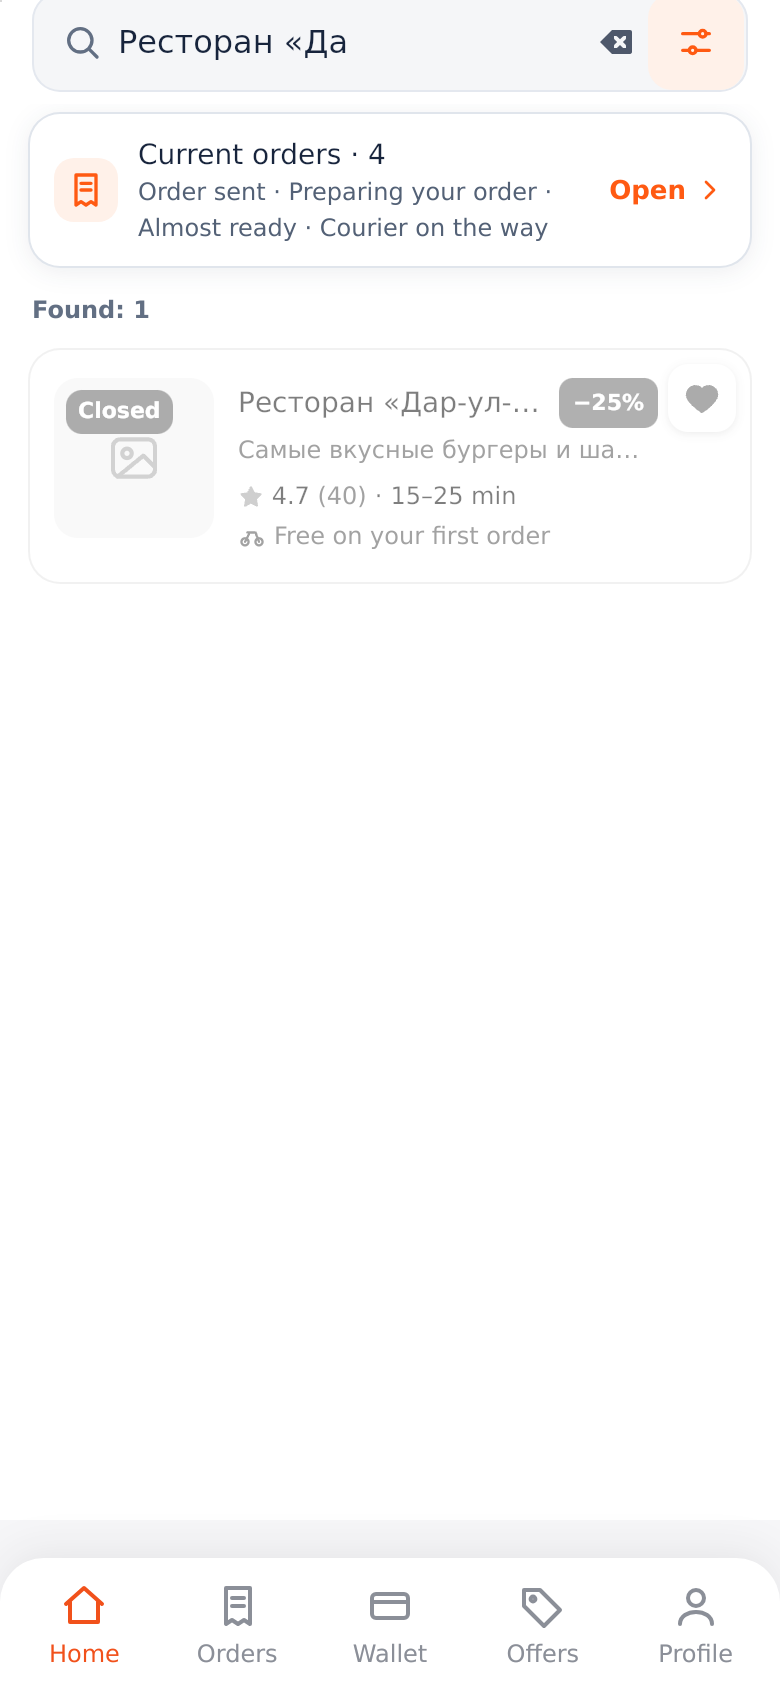 Ресторан «Да
Current orders · 4
Order sent · Preparing your order ·
Almost ready · Courier on the way
Open
Found: 1
Closed
Ресторан «Дар-ул-...
−25%
Самые вкусные бургеры и ша...
4.7 (40) · 15–25 min
Free on your first order
Home
Orders
Wallet
Offers
Profile